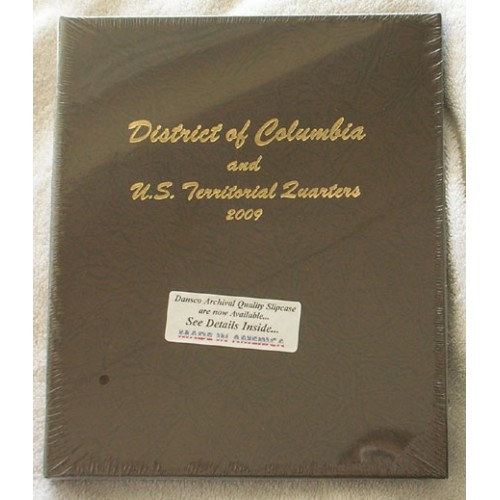 District of Columbia
and
U.S. Territorial Quarters
2009
Dansco Archival Quality Slipcase
are now Available...
See Details Inside...
MADE IN AMERICA